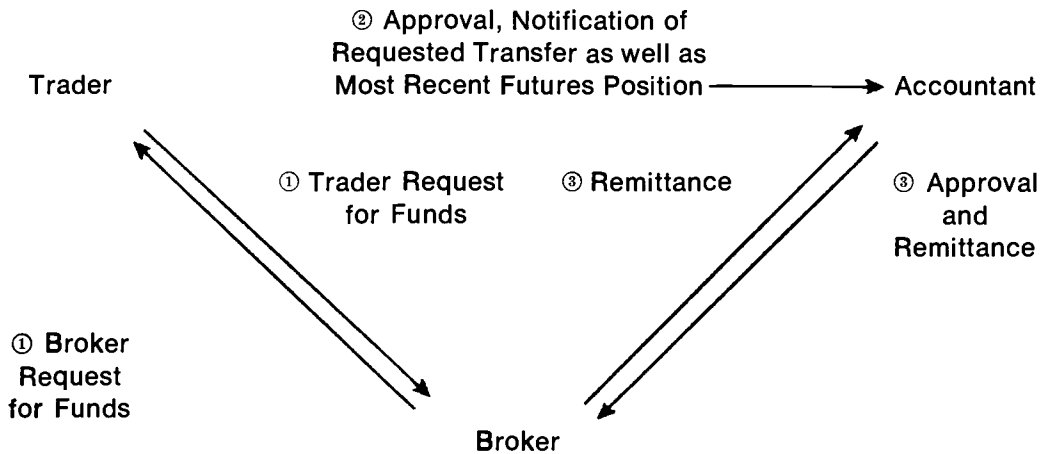 ② Approval, Notification of
Requested Transfer as well as
Trader
Most Recent Futures Position
Accountant
① Trader Request
for Funds
③ Remittance
③ Approval
and
Remittance
① Broker
Request
for Funds
Broker